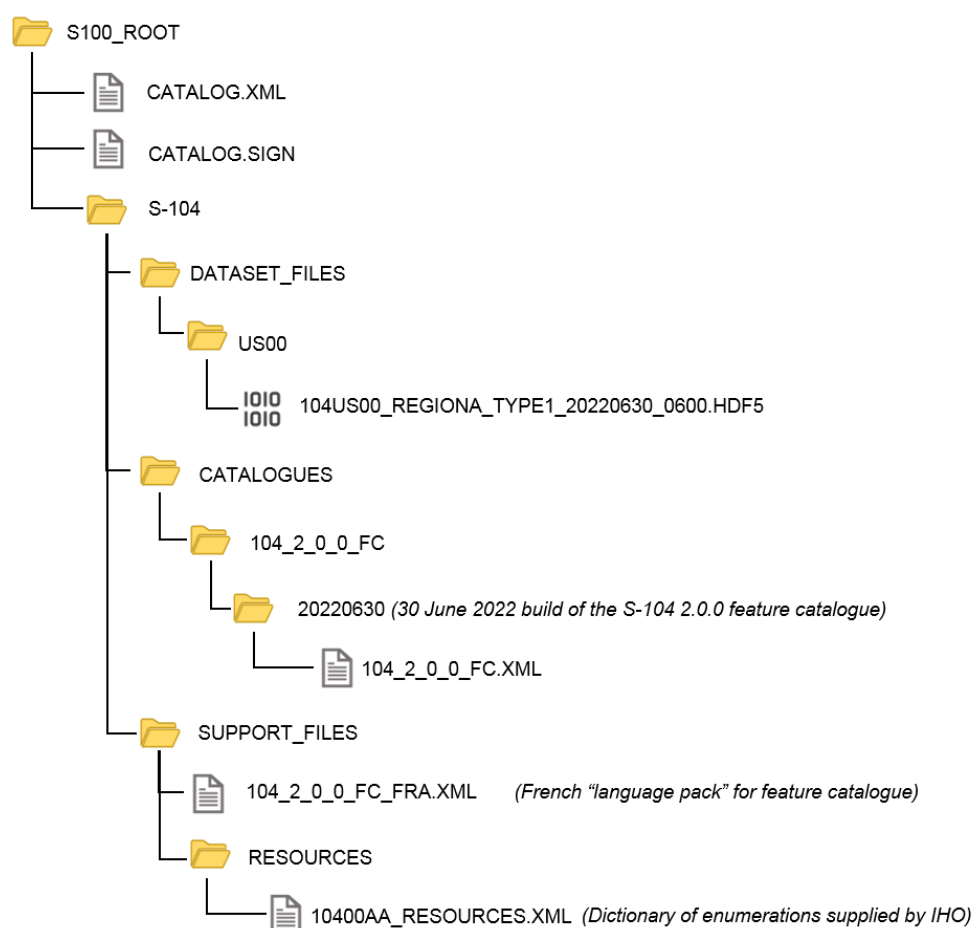 S100_ROOT
CATALOG.XML
CATALOG.SIGN
S-104
DATASET_FILES
US00
1010
1010
104US00_REGIONA_TYPE1_20220630_0600.HDF5
CATALOGUES
104_2_0_0_FC
20220630 (30 June 2022 build of the S-104 2.0.0 feature catalogue)
104_2_0_0_FC.XML
SUPPORT_FILES
104_2_0_0_FC_FRA.XML (French “language pack” for feature catalogue)
RESOURCES
10400AA_RESOURCES.XML (Dictionary of enumerations supplied by IHO)